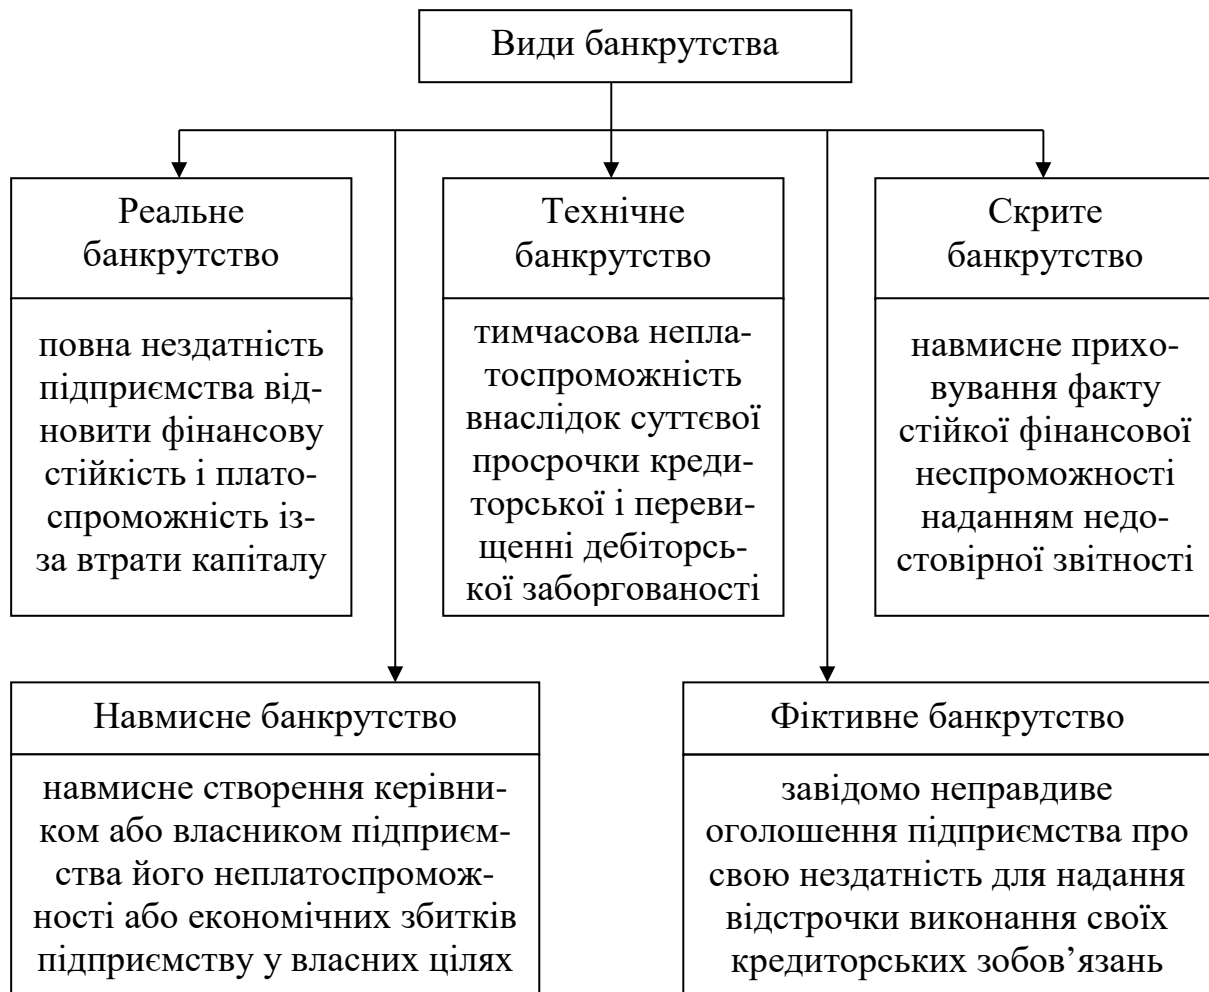 Види банкрутства
Реальне
банкрутство
повна нездатність
підприємства від-
новити фінансову
стійкість і плато-
спроможність із-
за втрати капіталу
Технічне
банкрутство
тимчасова непла-
тоспроможність
внаслідок суттєвої
просрочки креди-
торської і переви-
щенні дебіторсь-
кої заборгованості
Скрите
банкрутство
навмисне прихо-
вування факту
стійкої фінансової
неспроможності
наданням недо-
стовірної звітності
Навмисне банкрутство
навмисне створення керівни-
ком або власником підприєм-
ства його неплатоспромож-
ності або економічних збитків
підприємству у власних цілях
Фіктивне банкрутство
завідомо неправдиве
оголошення підприємства про
свою нездатність для надання
відстрочки виконання своїх
кредиторських зобов’язань